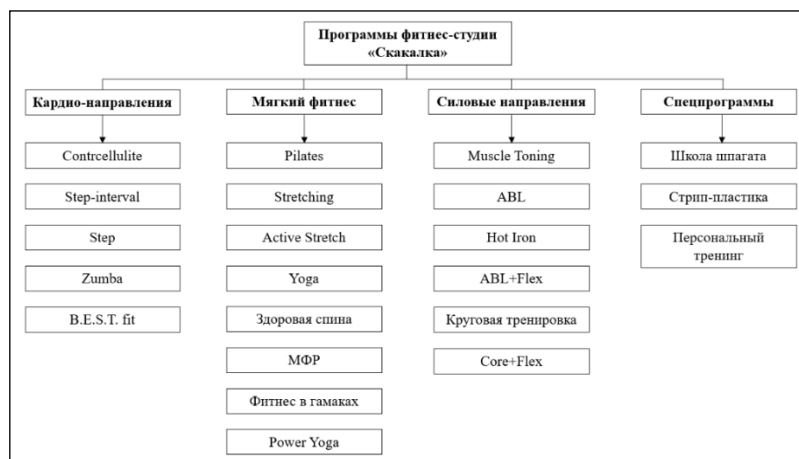 Программы фитнес-студии
«Скакалка»
Кардио-направления
Contrcellulite
Step-interval
Step
Zumba
B.E.S.T. fit
Мягкий фитнес
Pilates
Stretching
Active Stretch
Yoga
Здоровая спина
МФР
Фитнес в гамаках
Power Yoga
Силовые направления
Muscle Toning
ABL
Hot Iron
ABL+Flex
Круговая тренировка
Core+Flex
Спецпрограммы
Школа шпагата
Стрип-пластика
Персональный
тренинг